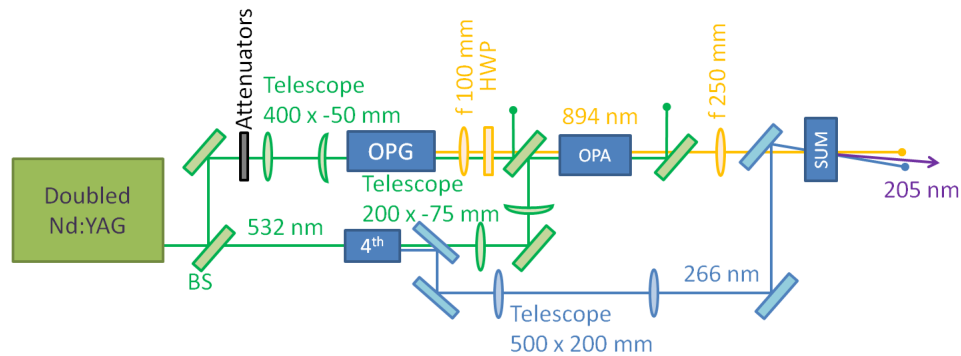 Attenuators
Telescope
400 x -50 mm
f 100 mm
HWP
894 nm
f 250 mm
OPG
OPA
SUM
Doubled
Nd:YAG
Telescope
200 x -75 mm
205 nm
532 nm
4th
BS
266 nm
Telescope
500 x 200 mm